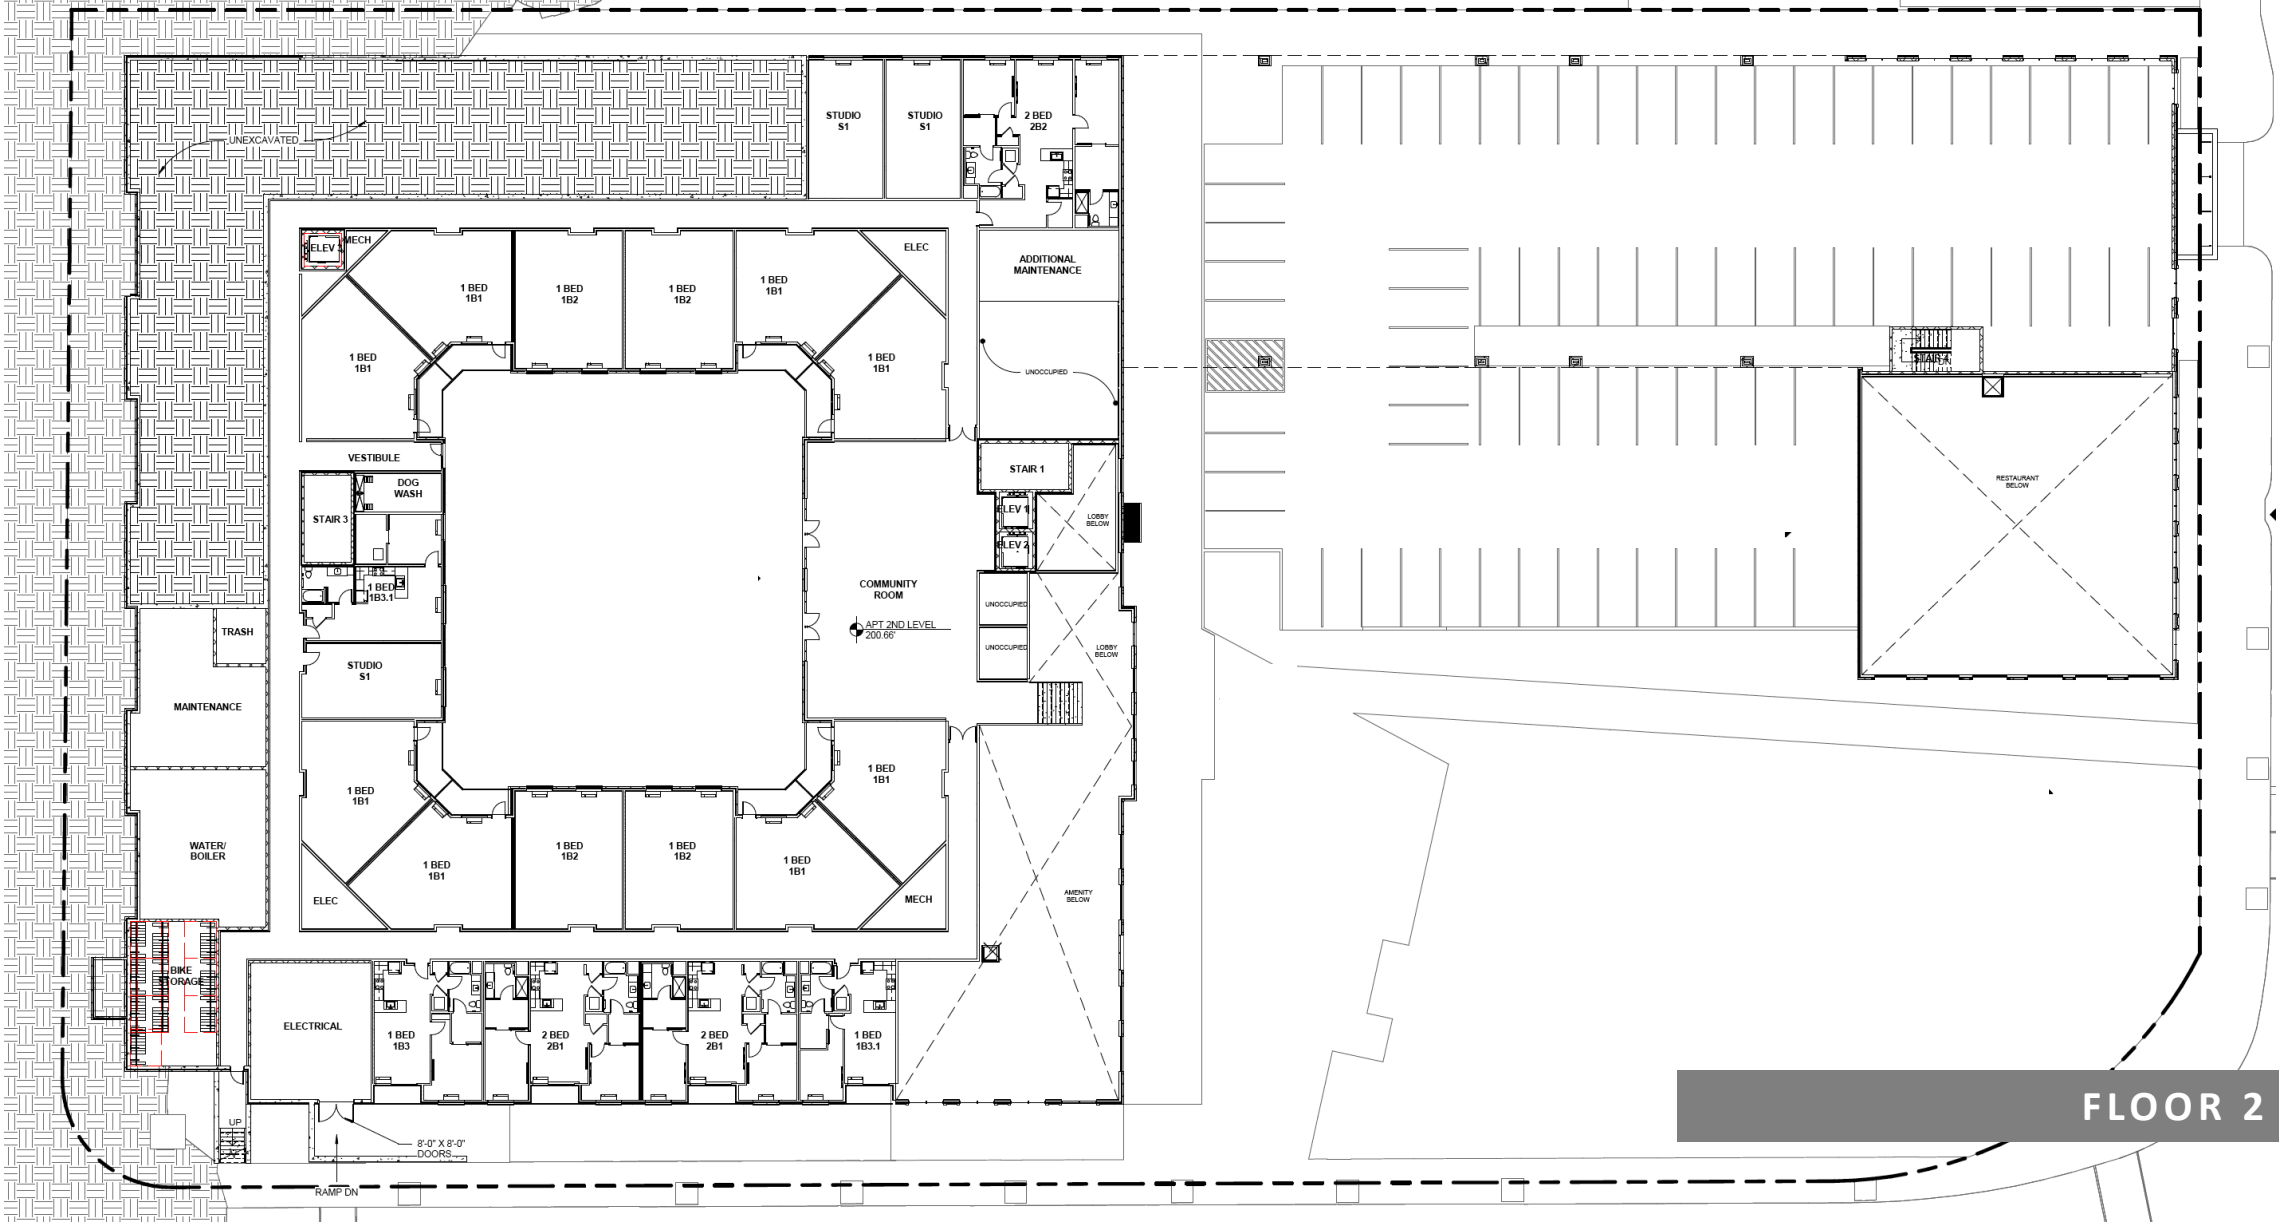 UNEXCAVATED
STUDIO
S1
STUDIO
S1
2 BED
2B2
ELEV
MECH
1 BED
1B1
1 BED
1B2
1 BED
1B2
1 BED
1B1
ELEC
ADDITIONAL
MAINTENANCE
1 BED
1B1
1 BED
1B1
UNOCCUPIED
STAIR 4
VESTIBULE
STAIR 1
DOG
WASH
STAIR 3
ELEV 1
LOBBY
BELOW
ELEV 2
RESTAURANT
BELOW
1 BED
1B3.1
COMMUNITY
ROOM
UNOCCUPIED
APT 2ND LEVEL
200.66'
TRASH
UNOCCUPIED
LOBBY
BELOW
STUDIO
S1
MAINTENANCE
1 BED
1B1
1 BED
1B1
WATER/
BOILER
1 BED
1B1
1 BED
1B2
1 BED
1B2
1 BED
1B1
ELEC
MECH
AMENITY
BELOW
BIKE
STORAGE
ELECTRICAL
1 BED
1B3
2 BED
2B1
2 BED
2B1
1 BED
1B3.1
FLOOR 2
UP
8'-0" X 8'-0"
DOORS
RAMP DN